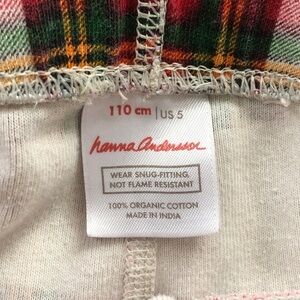 110 cm | US 5
hanna andersson
WEAR SNUG-FITTING,
NOT FLAME RESISTANT
100% ORGANIC COTTON
MADE IN INDIA